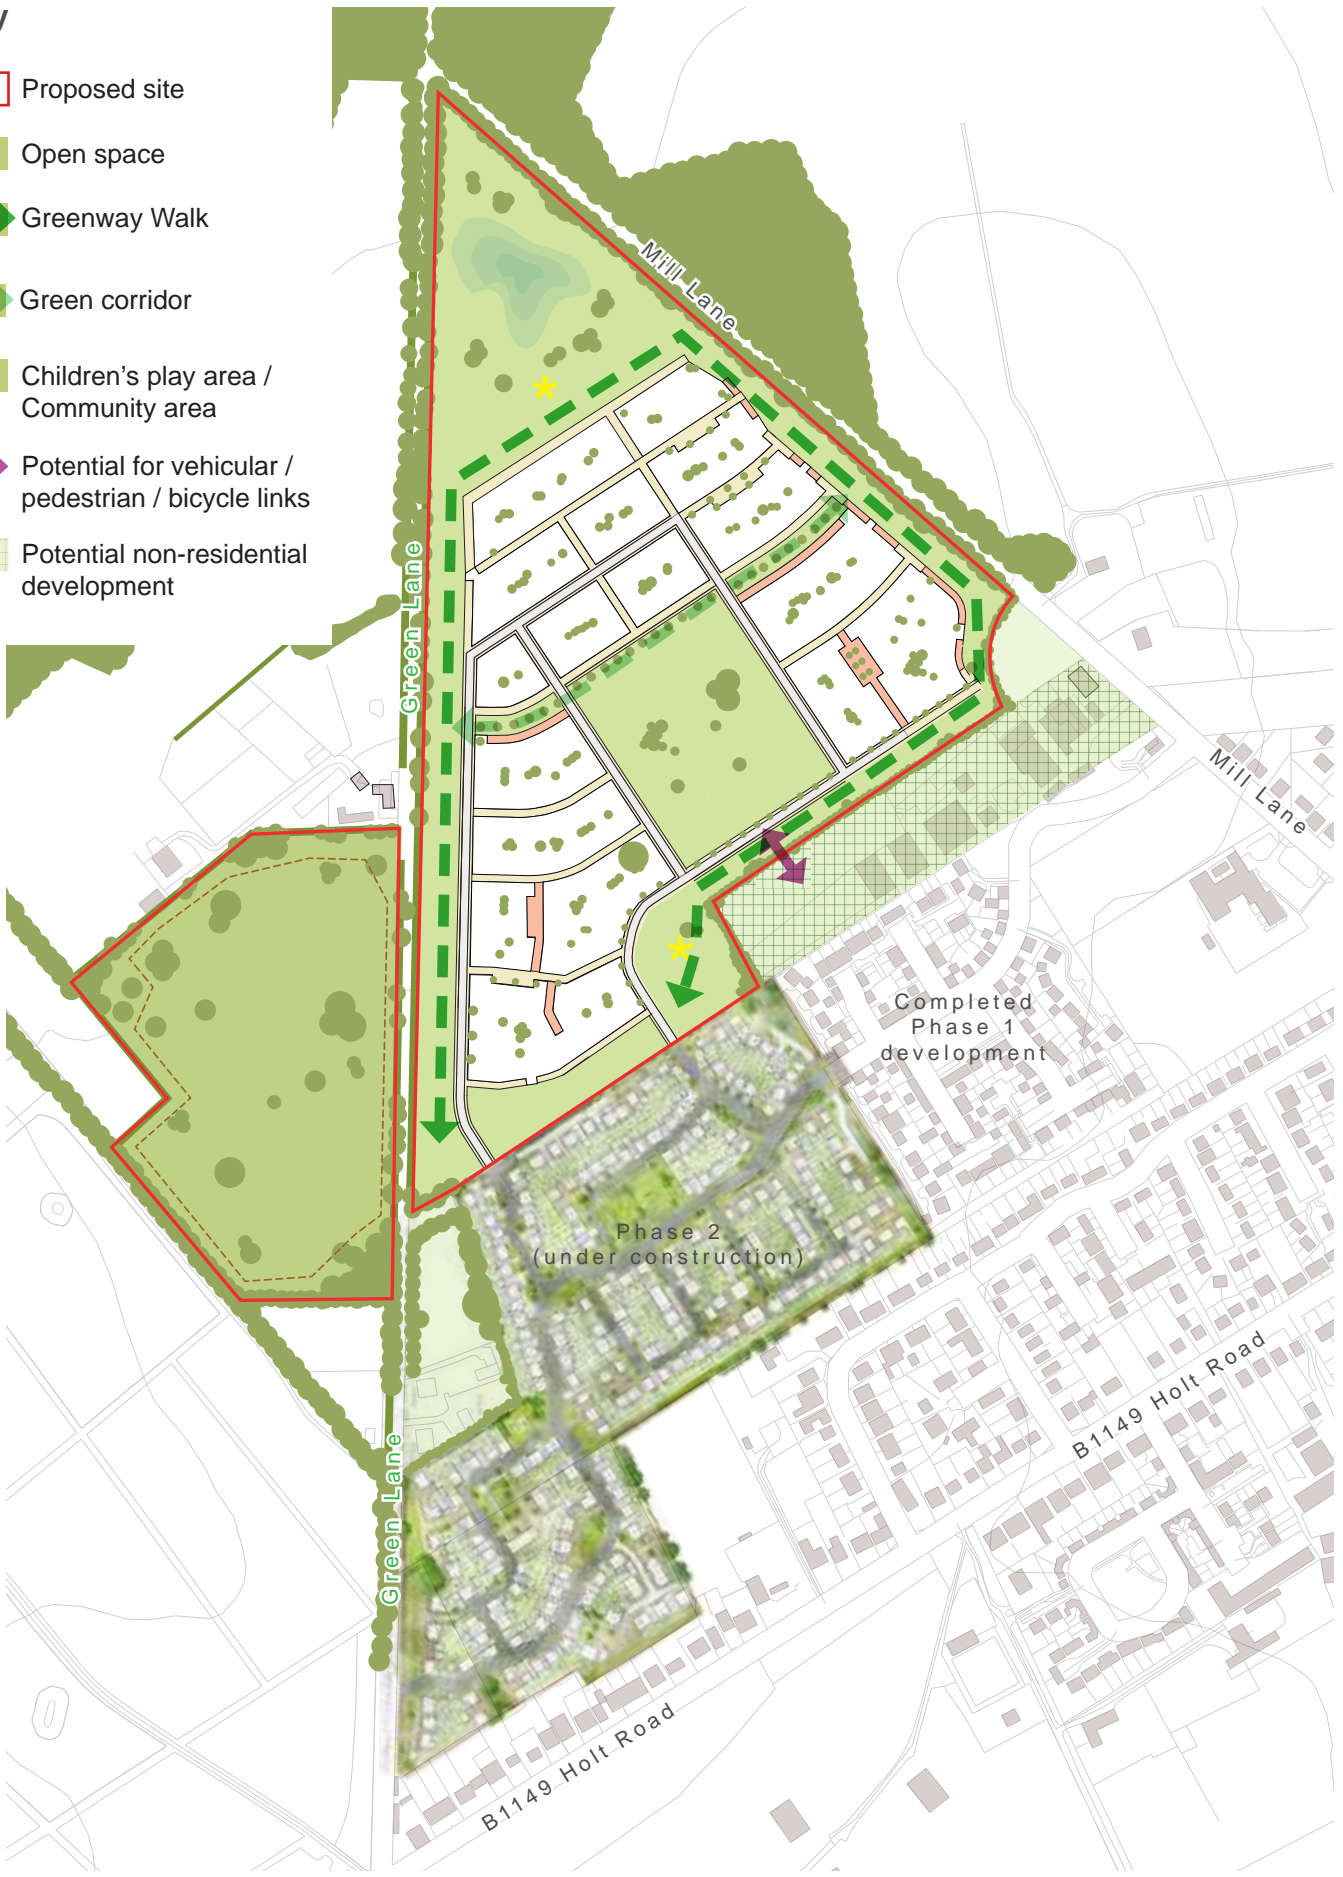 y
Proposed site
Open space
Greenway Walk
Green corridor
Children's play area /
Community area
Potential for vehicular /
pedestrian / bicycle links
Potential non-residential
development
Mill Lane
Green Lane
Mill Lane
Completed
Phase 1
development
Phase 2
(under construction)
B1149 Holt Road
Green Lane
B1149 Holt Road